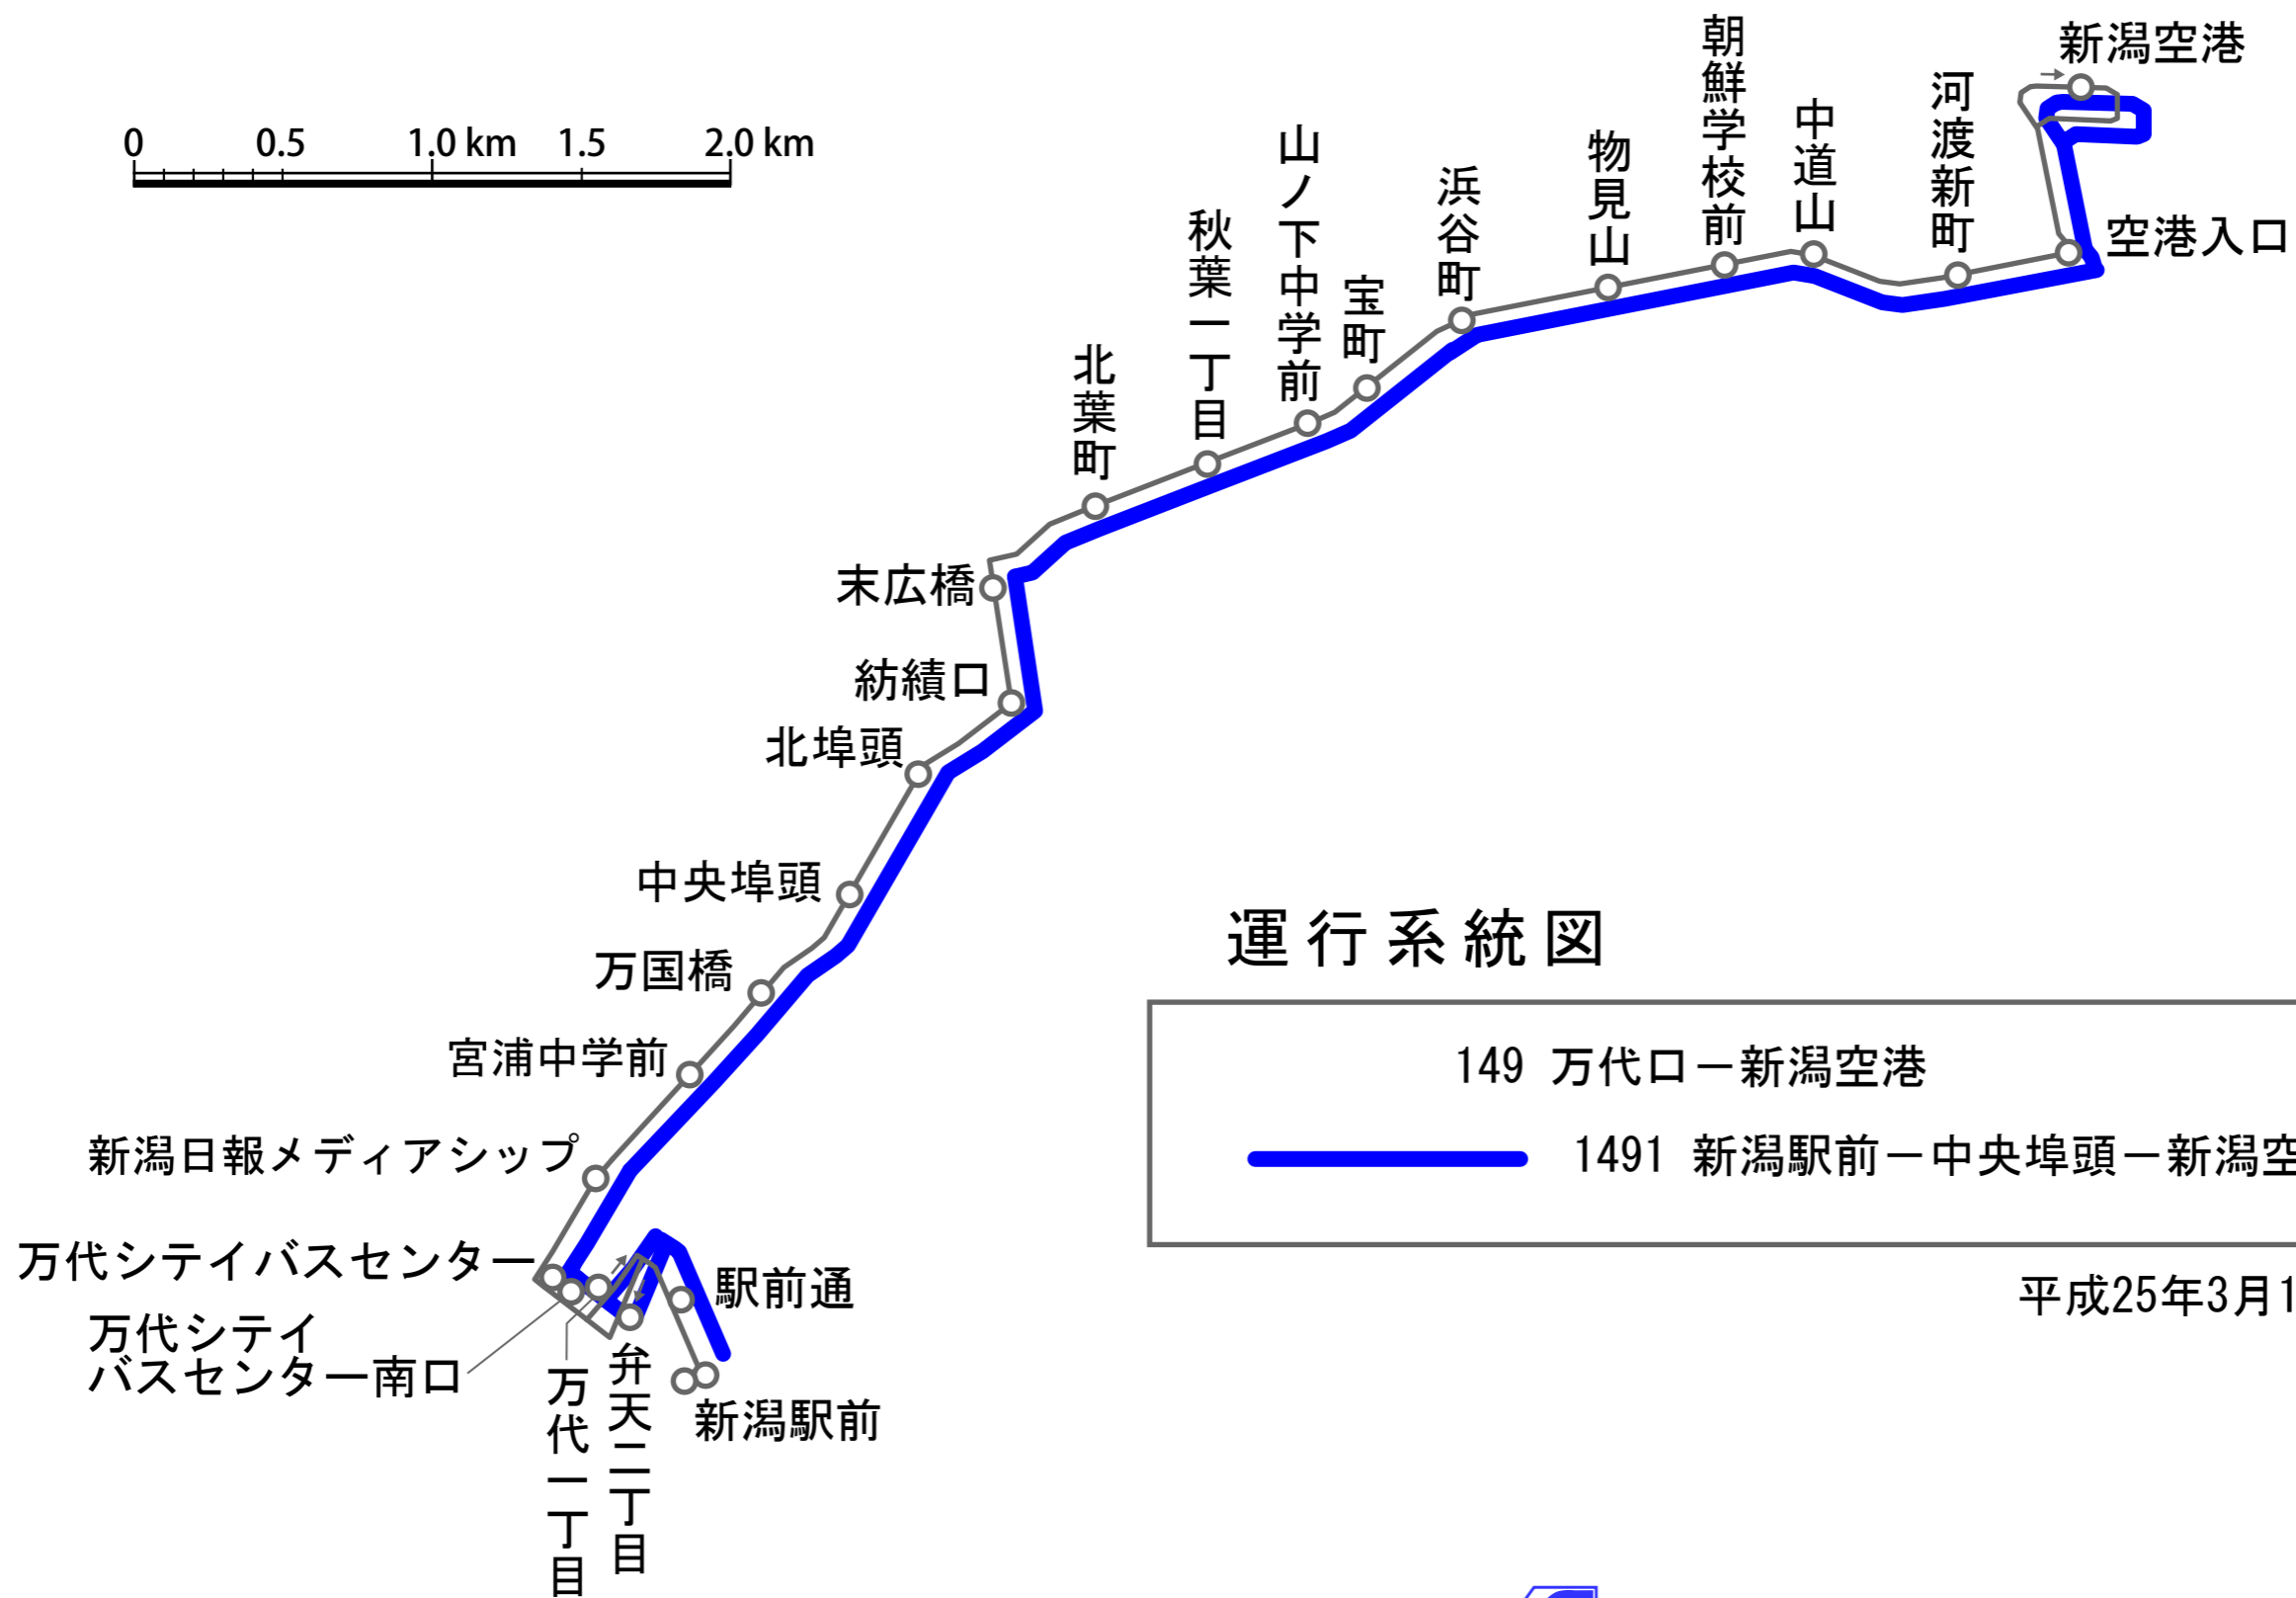 新潟空港
朝鮮学校前
河渡新町
中道山
0 0.5 1.0 km 1.5 2.0 km
山ノ下中学前
物見山
浜谷町
秋葉一丁目
空港入口
宝町
北葉町
末広橋
紡績口
北埠頭
中央埠頭
万国橋
宮浦中学前
新潟日報メディアシップ
万代シテイバスセンター
万代シテイ
バスセンター南口
万代一丁目
弁天二丁目
駅前通
新潟駅前
運行系統図
149 万代口－新潟空港
1491 新潟駅前－中央埠頭－新潟空
平成25年3月1